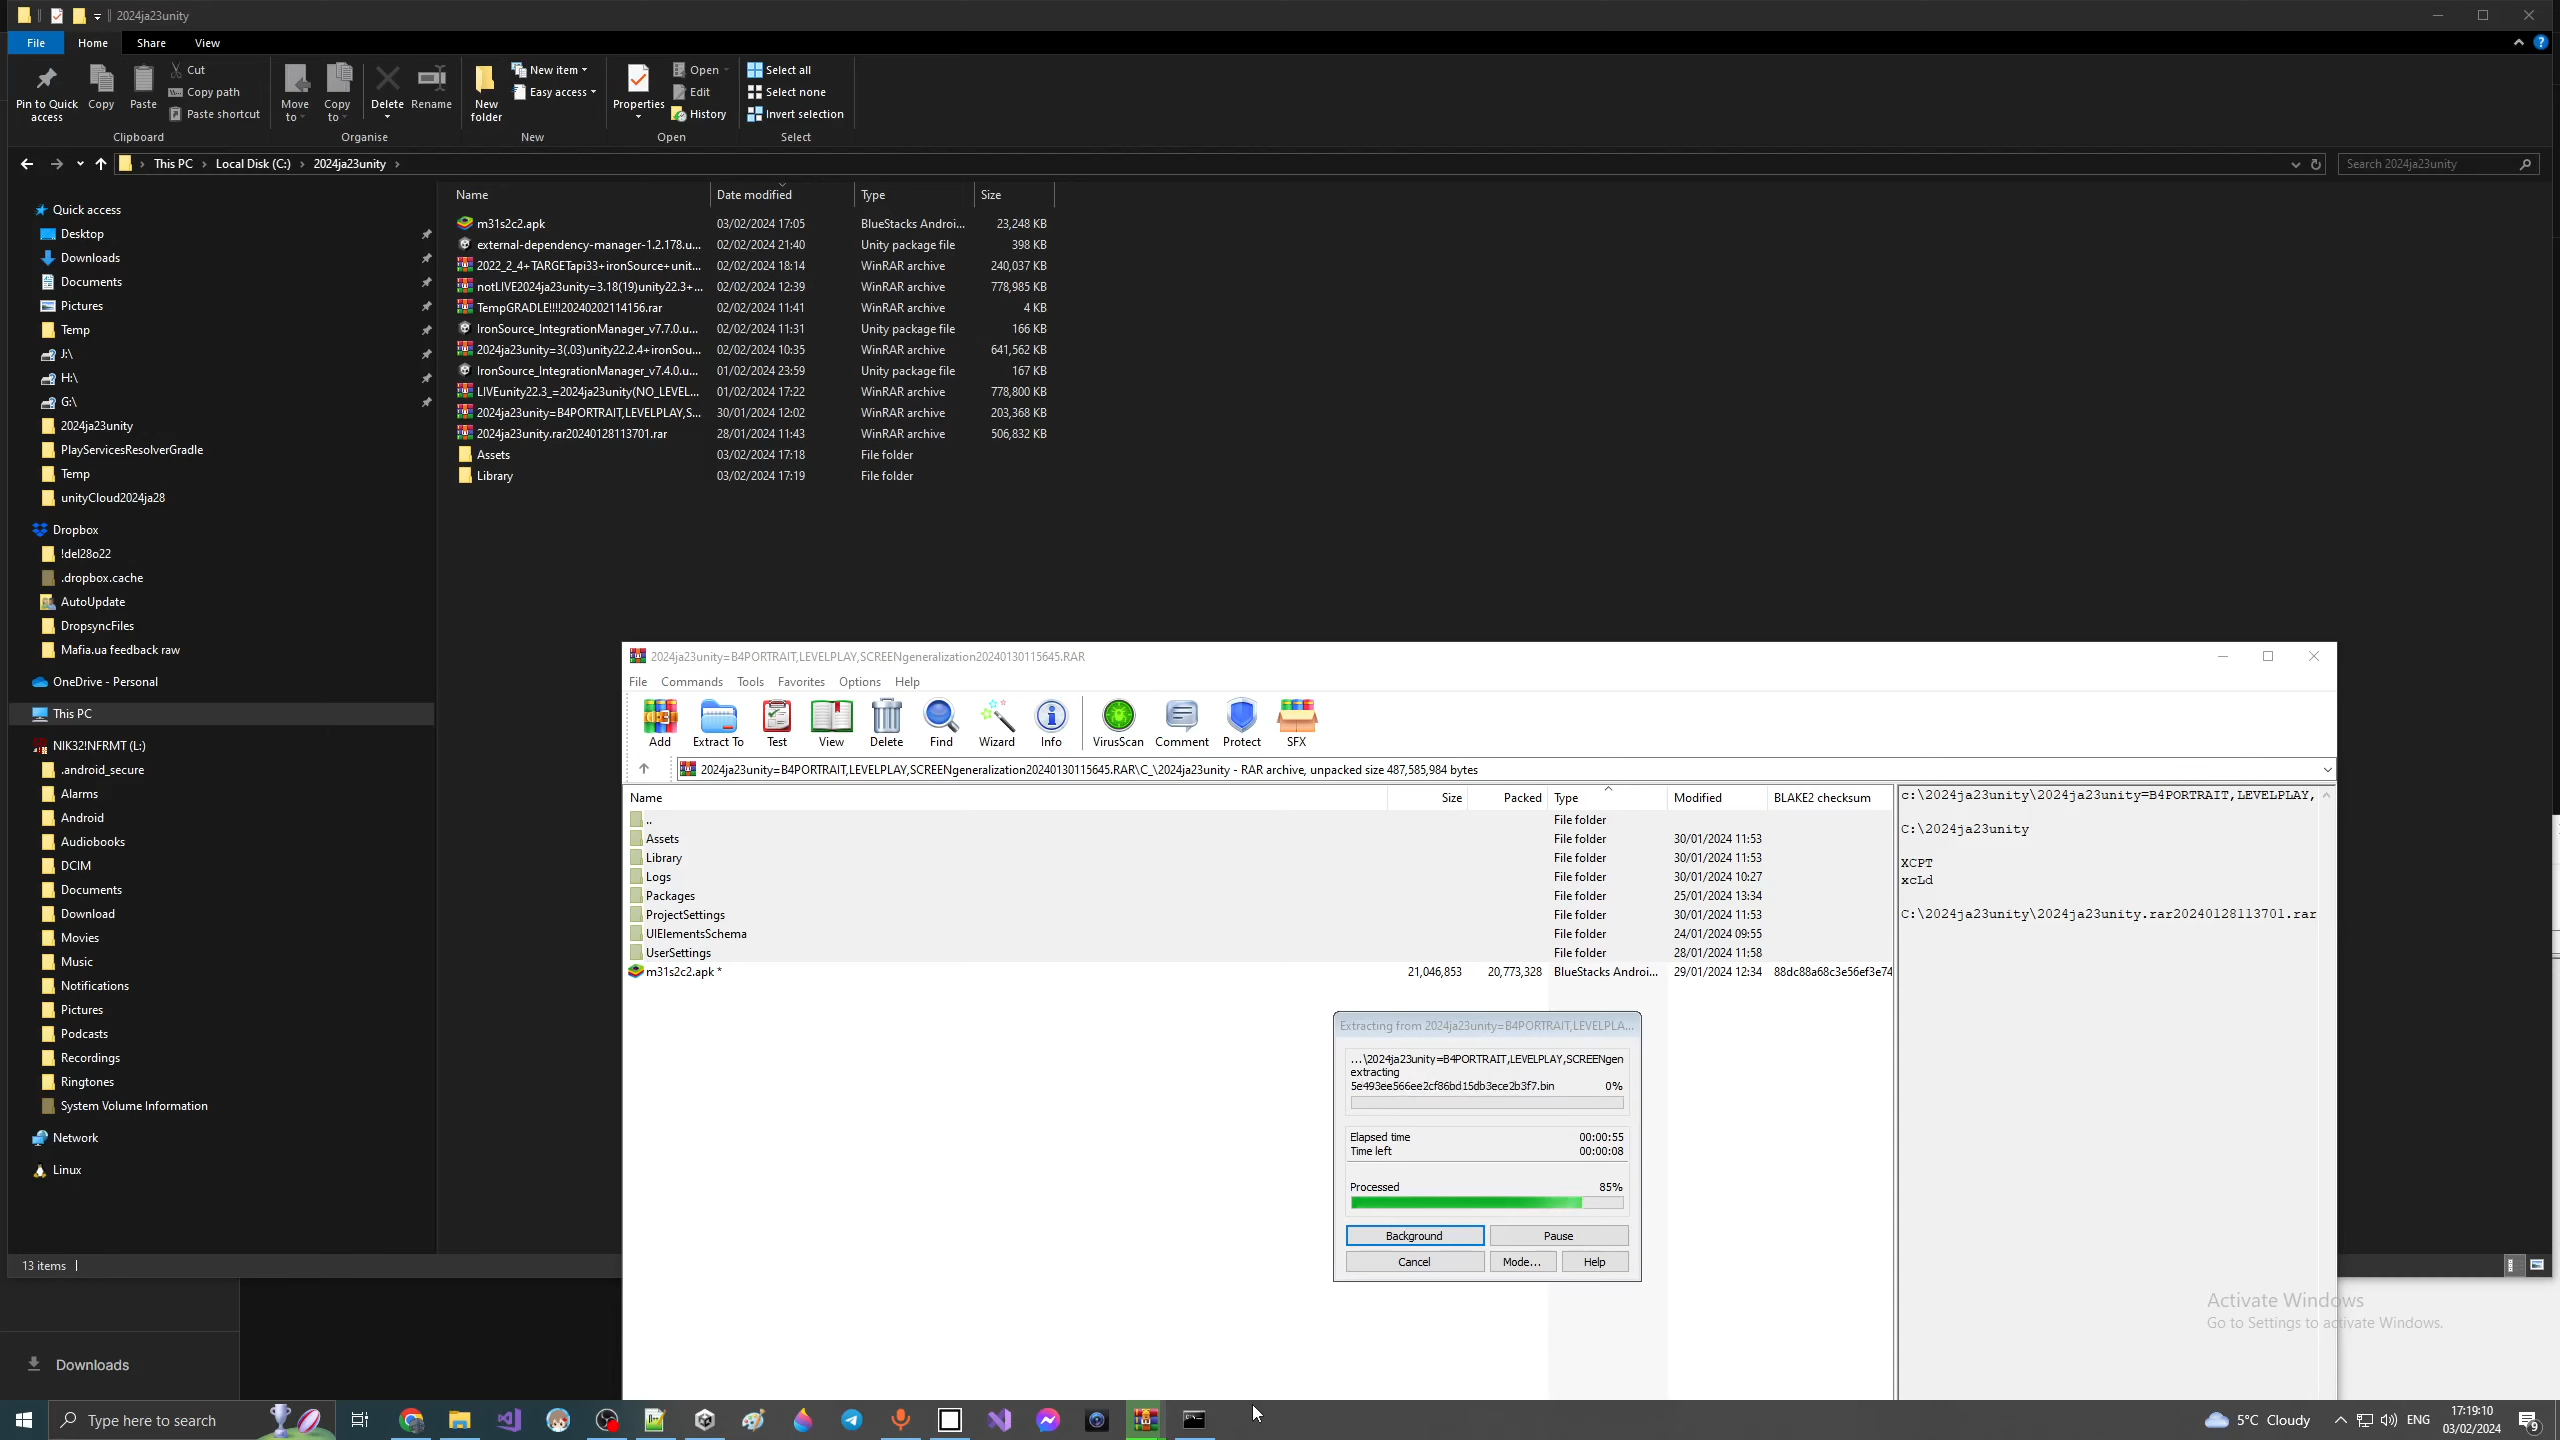 2024ja23unity
File Home Share View
Pin to Quick access
Copy
Paste
Cut
Copy path
Paste shortcut
Clipboard
Move to
Copy to
Delete
Rename
Organise
New folder
New item
Easy access
New
Properties
Open
Edit
History
Open
Select all
Select none
Invert selection
Select
This PC › Local Disk (C:) › 2024ja23unity ›
Search 2024ja23unity
Quick access
Desktop
Downloads
Documents
Pictures
Temp
J:\
H:\
G:\
2024ja23unity
PlayServicesResolverGradle
Temp
unityCloud2024ja28
Dropbox
!del28o22
.dropbox.cache
AutoUpdate
DropsyncFiles
Mafia.ua feedback raw
OneDrive - Personal
This PC
NIK32!NFRMT (L:)
.android_secure
Alarms
Android
Audiobooks
DCIM
Documents
Download
Movies
Music
Notifications
Pictures
Podcasts
Recordings
Ringtones
System Volume Information
Network
Linux
13 items
Downloads
Name Date modified Type Size
m31s2c2.apk 03/02/2024 17:05 BlueStacks Androi... 23,248 KB
external-dependency-manager-1.2.178.u... 02/02/2024 21:40 Unity package file 398 KB
2022_2_4+TARGETapi33+ironSource+unit... 02/02/2024 18:14 WinRAR archive 240,037 KB
notLIVE2024ja23unity=3.18(19)unity22.3+... 02/02/2024 12:39 WinRAR archive 778,985 KB
TempGRADLE!!!!20240202114156.rar 02/02/2024 11:41 WinRAR archive 4 KB
IronSource_IntegrationManager_v7.7.0.u... 02/02/2024 11:31 Unity package file 166 KB
2024ja23unity=3(.03)unity22.2.4+ironSou... 02/02/2024 10:35 WinRAR archive 641,562 KB
IronSource_IntegrationManager_v7.4.0.u... 01/02/2024 23:59 Unity package file 167 KB
LIVEunity22.3_=2024ja23unity(NO_LEVEL... 01/02/2024 17:22 WinRAR archive 778,800 KB
2024ja23unity=B4PORTRAIT,LEVELPLAY,S... 30/01/2024 12:02 WinRAR archive 203,368 KB
2024ja23unity.rar20240128113701.rar 28/01/2024 11:43 WinRAR archive 506,832 KB
Assets 03/02/2024 17:18 File folder
Library 03/02/2024 17:19 File folder
2024ja23unity=B4PORTRAIT,LEVELPLAY,SCREENgeneralization20240130115645.RAR
File Commands Tools Favorites Options Help
Add Extract To Test View Delete Find Wizard Info VirusScan Comment Protect SFX
2024ja23unity=B4PORTRAIT,LEVELPLAY,SCREENgeneralization20240130115645.RAR\C_\2024ja23unity - RAR archive, unpacked size 487,585,984 bytes
Name Size Packed Type Modified BLAKE2 checksum
.. File folder
Assets File folder 30/01/2024 11:53
Library File folder 30/01/2024 11:53
Logs File folder 30/01/2024 10:27
Packages File folder 25/01/2024 13:34
ProjectSettings File folder 30/01/2024 11:53
UIElementsSchema File folder 24/01/2024 09:55
UserSettings File folder 28/01/2024 11:58
m31s2c2.apk * 21,046,853 20,773,328 BlueStacks Androi... 29/01/2024 12:34 88dc88a68c3e56ef3e74
c:\2024ja23unity\2024ja23unity=B4PORTRAIT,LEVELPLAY,
C:\2024ja23unity
XCPT
xcLd
C:\2024ja23unity\2024ja23unity.rar20240128113701.rar
Extracting from 2024ja23unity=B4PORTRAIT,LEVELPLA...
...\2024ja23unity=B4PORTRAIT,LEVELPLAY,SCREENgen
extracting
5e493ee566ee2cf86bd15db3ece2b3f7.bin 0%
Elapsed time 00:00:55
Time left 00:00:08
Processed 85%
Background Pause
Cancel Mode... Help
Activate Windows
Go to Settings to activate Windows.
Type here to search
5°C Cloudy
ENG
17:19:10
03/02/2024
9